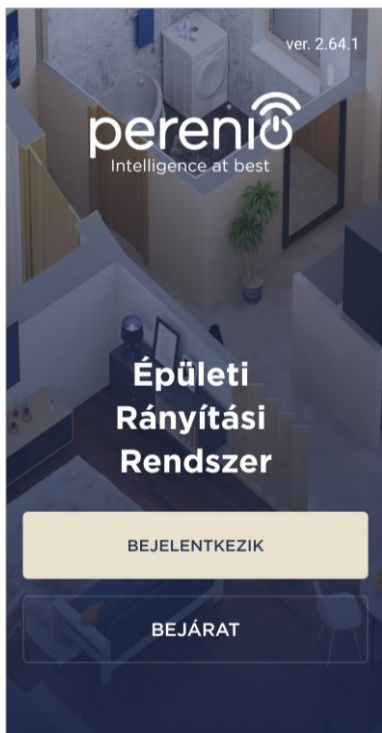 ver. 2.64.1
perenio
Intelligence at best
Épületi
Rányítási
Rendszer
BEJELENTKEZIK
BEJÁRAT